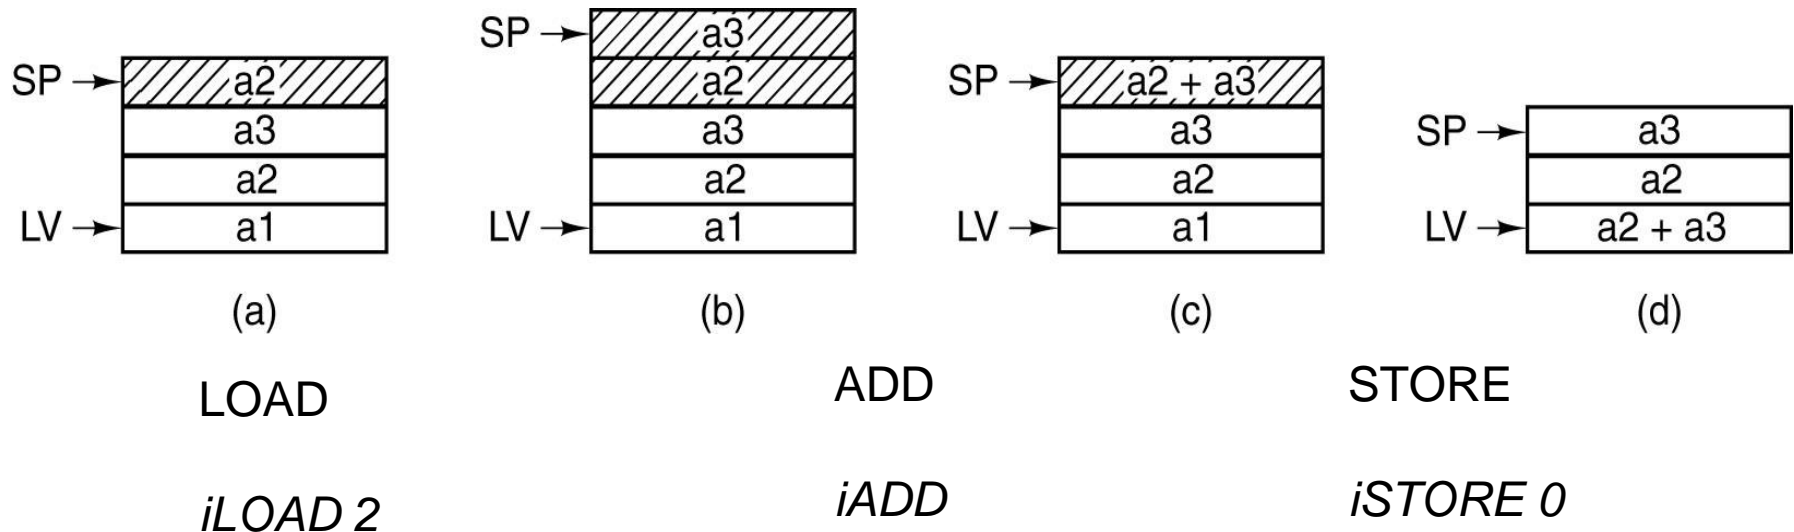 SP a2
a3
a2
LV a1
(a)
SP a3
a2
a3
a2
LV a1
(b)
SP a2 + a3
a3
a2
LV a1
(c)
SP a3
a2
LV a2 + a3
(d)
LOAD
ADD
STORE
iLOAD 2
iADD
iSTORE 0